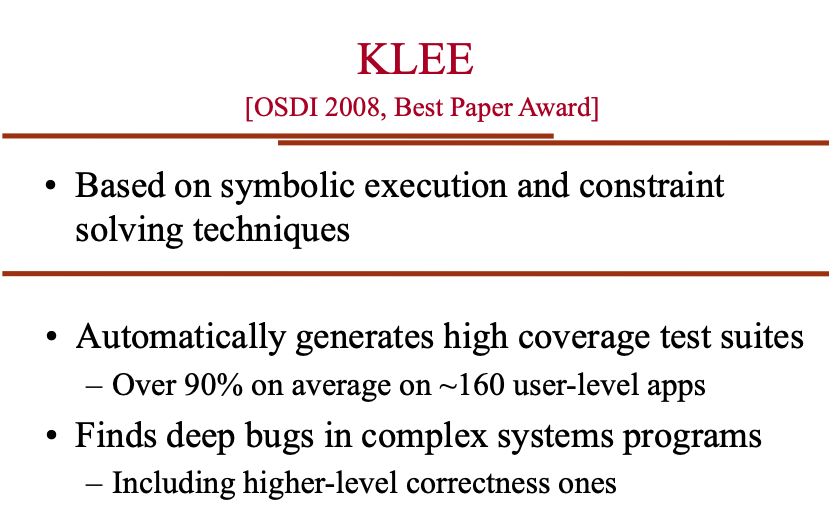 KLEE
[OSDI 2008, Best Paper Award]
• Based on symbolic execution and constraint
solving techniques
• Automatically generates high coverage test suites
– Over 90% on average on ~160 user-level apps
• Finds deep bugs in complex systems programs
– Including higher-level correctness ones